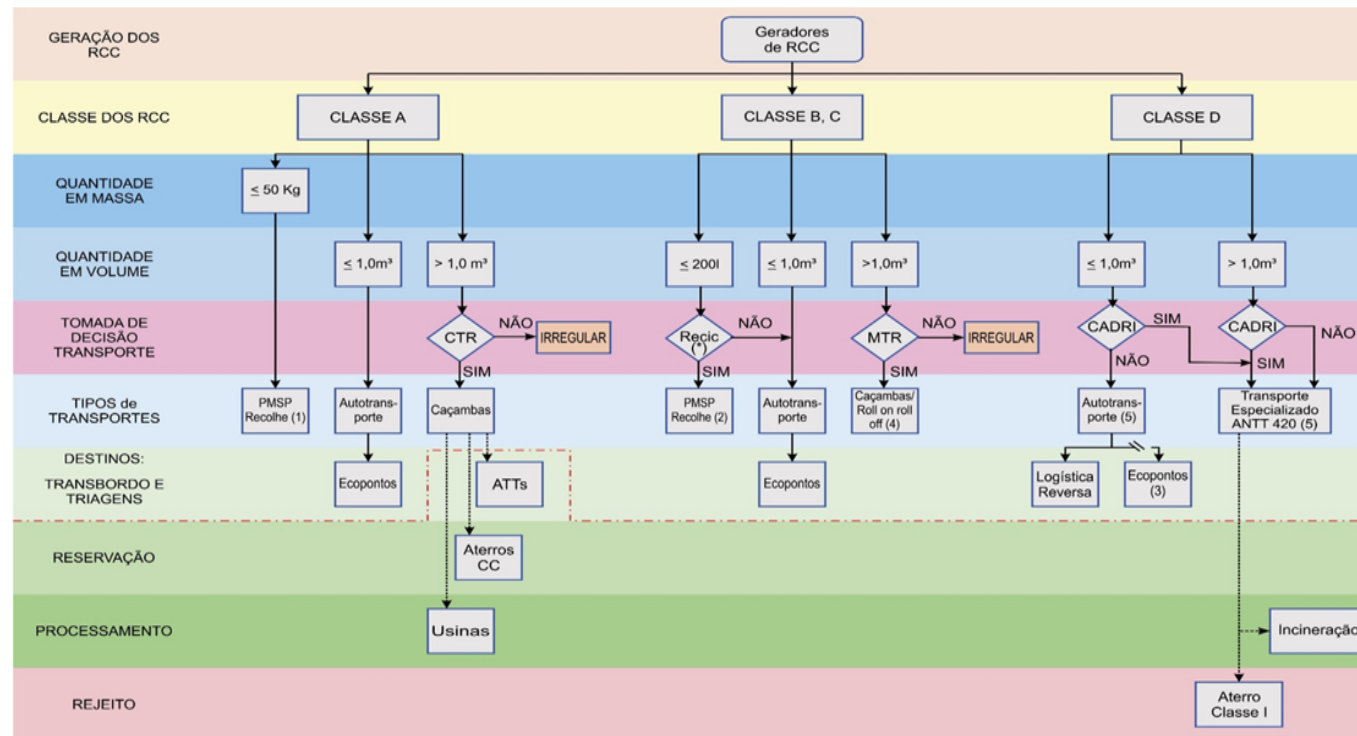 GERAÇÃO DOS
RCC
Geradores
de RCC
CLASSE DOS RCC
CLASSE A
CLASSE B, C
CLASSE D
QUANTIDADE
EM MASSA
≤ 50 Kg
QUANTIDADE
EM VOLUME
≤ 1,0m³
> 1,0 m³
≤ 200l
≤ 1,0m³
>1,0m³
≤ 1,0m³
> 1,0m³
TOMADA DE
DECISÃO
TRANSPORTE
CTR
NÃO
IRREGULAR
SIM
Recic
(*)
NÃO
SIM
MTR
NÃO
IRREGULAR
SIM
CADRI
SIM
NÃO
CADRI
NÃO
SIM
TIPOS de
TRANSPORTES
PMSP
Recolhe (1)
Autotrans-
porte
Caçambas
PMSP
Recolhe (2)
Autotrans-
porte
Caçambas/
Roll on roll
off (4)
Autotrans-
porte (5)
Transporte
Especializado
ANTT 420 (5)
DESTINOS:
TRANSBORDO E
TRIAGENS
Ecopontos
ATTs
Ecopontos
Logística
Reversa
Ecopontos
(3)
RESERVAÇÃO
Aterros
CC
PROCESSAMENTO
Usinas
Incineração
REJEITO
Aterro
Classe I